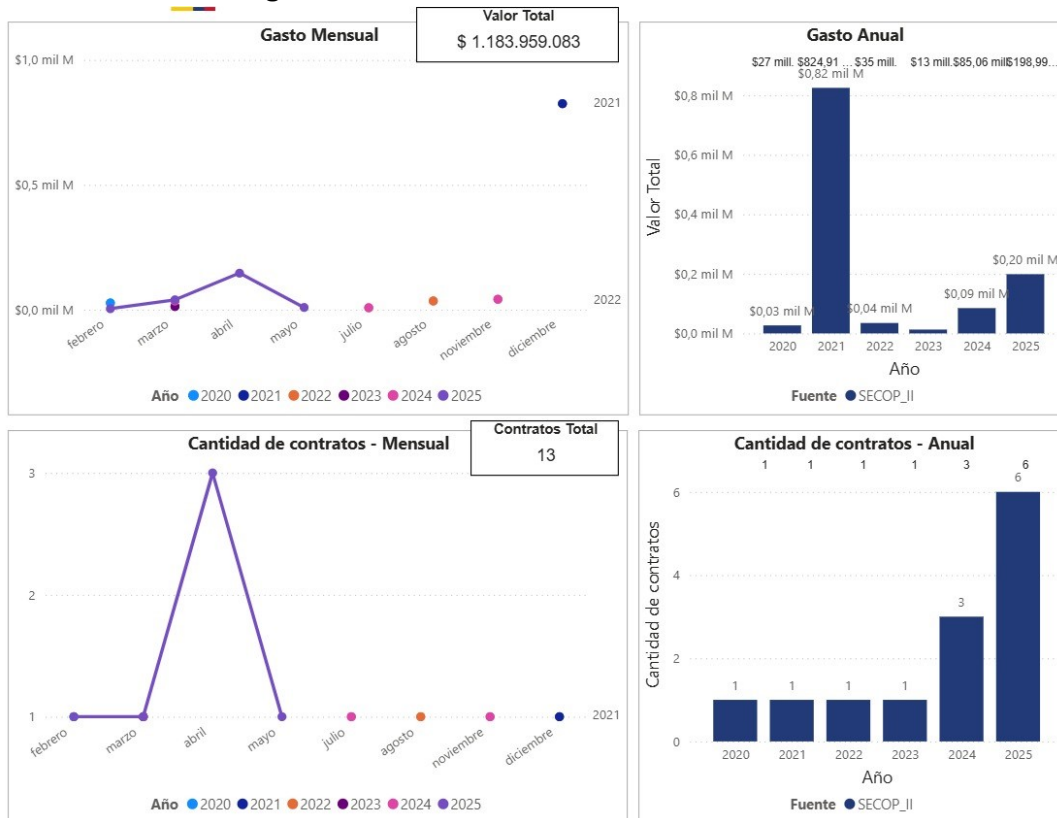 Gasto Mensual
Valor Total
$ 1.183.959.083
$1,0 mil M
$0,5 mil M
$0,0 mil M
2021
2022
febrero
marzo
abril
mayo
julio
agosto
noviembre
diciembre
Año 2020 2021 2022 2023 2024 2025
Gasto Anual
$27 mill. $824,91 ... $35 mill. $13 mill. $85,06 mill. $198,99...
$0,82 mil M
Valor Total
$0,8 mil M
$0,6 mil M
$0,4 mil M
$0,2 mil M
$0,0 mil M
$0,03 mil M
$0,04 mil M
$0,09 mil M
$0,20 mil M
2020 2021 2022 2023 2024 2025
Año
Fuente SECOP_II
Cantidad de contratos - Mensual
Contratos Total
13
3
2
1
2021
febrero
marzo
abril
mayo
julio
agosto
noviembre
diciembre
Año 2020 2021 2022 2023 2024 2025
Cantidad de contratos - Anual
1 1 1 1 3 6
Cantidad de contratos
6
4
2
0
1 1 1 1 3 6
2020 2021 2022 2023 2024 2025
Año
Fuente SECOP_II